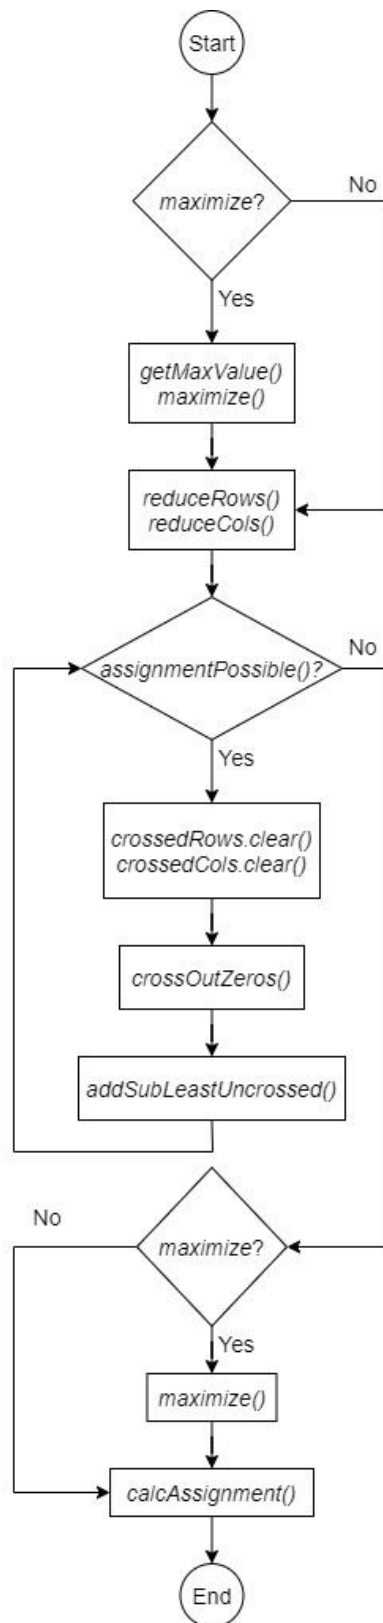 Start
maximize?
No
Yes
getMaxValue()
maximize()
reduceRows()
reduceCols()
assignmentPossible()?
No
Yes
crossedRows.clear()
crossedCols.clear()
crossOutZeros()
addSubLeastUncrossed()
No
maximize?
Yes
maximize()
calcAssignment()
End